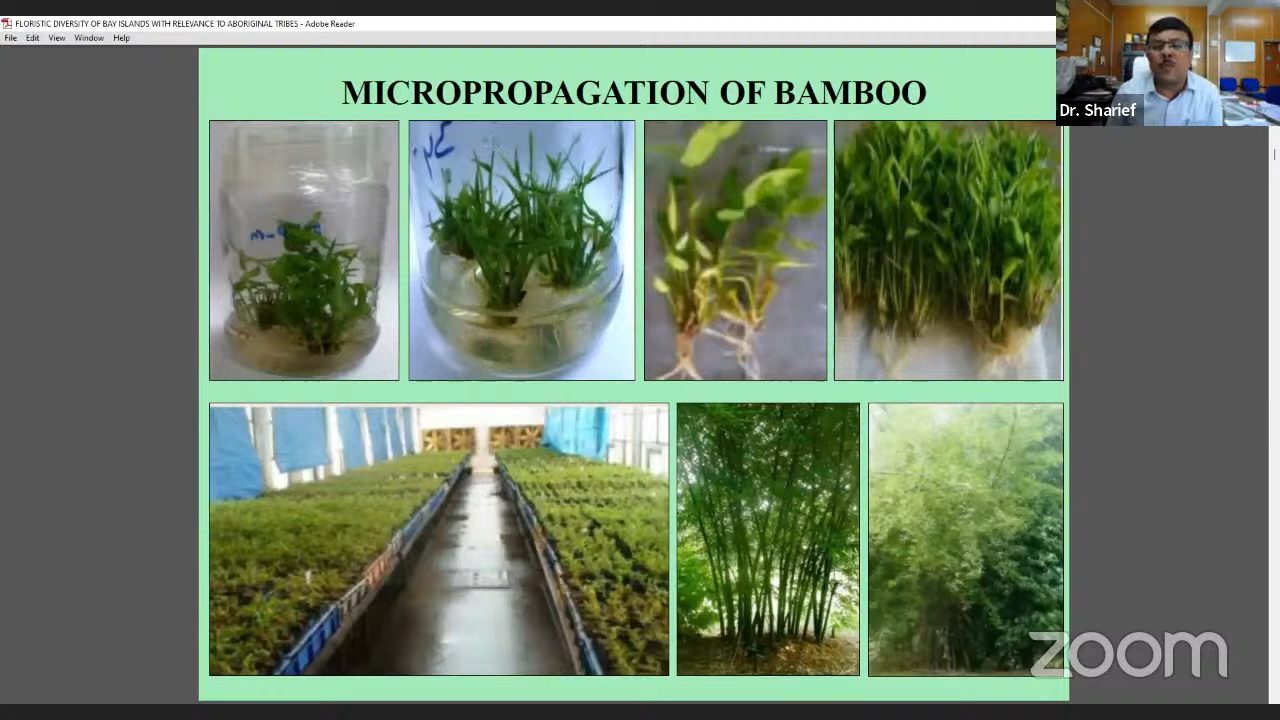 FLORISTIC DIVERSITY OF BAY ISLANDS WITH RELEVANCE TO ABORIGINAL TRIBES - Adobe Reader
File Edit View Window Help
MICROPROPAGATION OF BAMBOO
Dr. Sharief
zoom